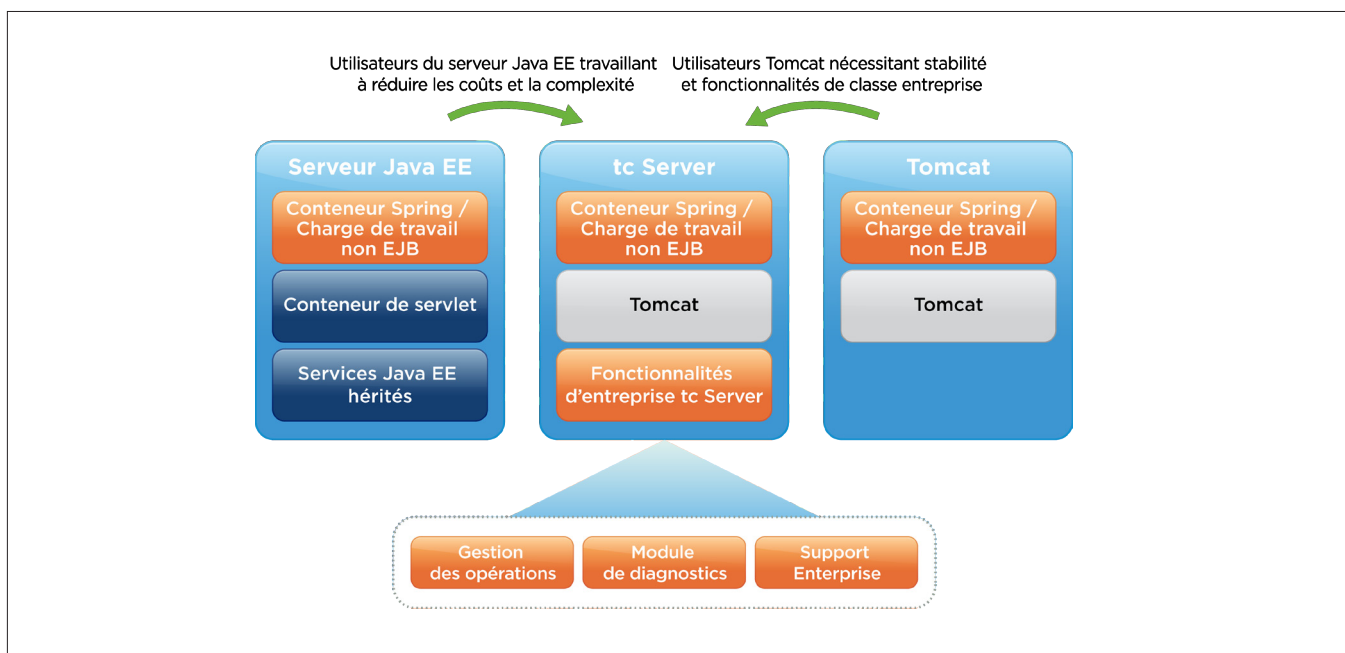 Utilisateurs du serveur Java EE travaillant
à réduire les coûts et la complexité
Utilisateurs Tomcat nécessitant stabilité
et fonctionnalités de classe entreprise
Serveur Java EE
Conteneur Spring /
Charge de travail
non EJB
Conteneur de servlet
Services Java EE
hérités
tc Server
Conteneur Spring /
Charge de travail
non EJB
Tomcat
Fonctionnalités
d’entreprise tc Server
Tomcat
Conteneur Spring /
Charge de travail
non EJB
Tomcat
Gestion
des opérations
Module
de diagnostics
Support
Enterprise